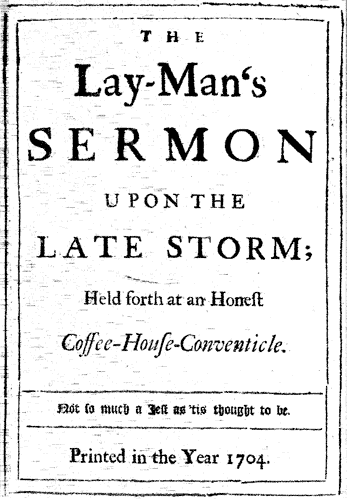 THE
Lay-Man‘s
SERMON
UPON THE
LATE STORM;
Held forth at an Honeſt
Coffee-Houſe-Conventicle.
Not ſo much a Jeſt as ’tis thought to be.
Printed in the Year 1704.